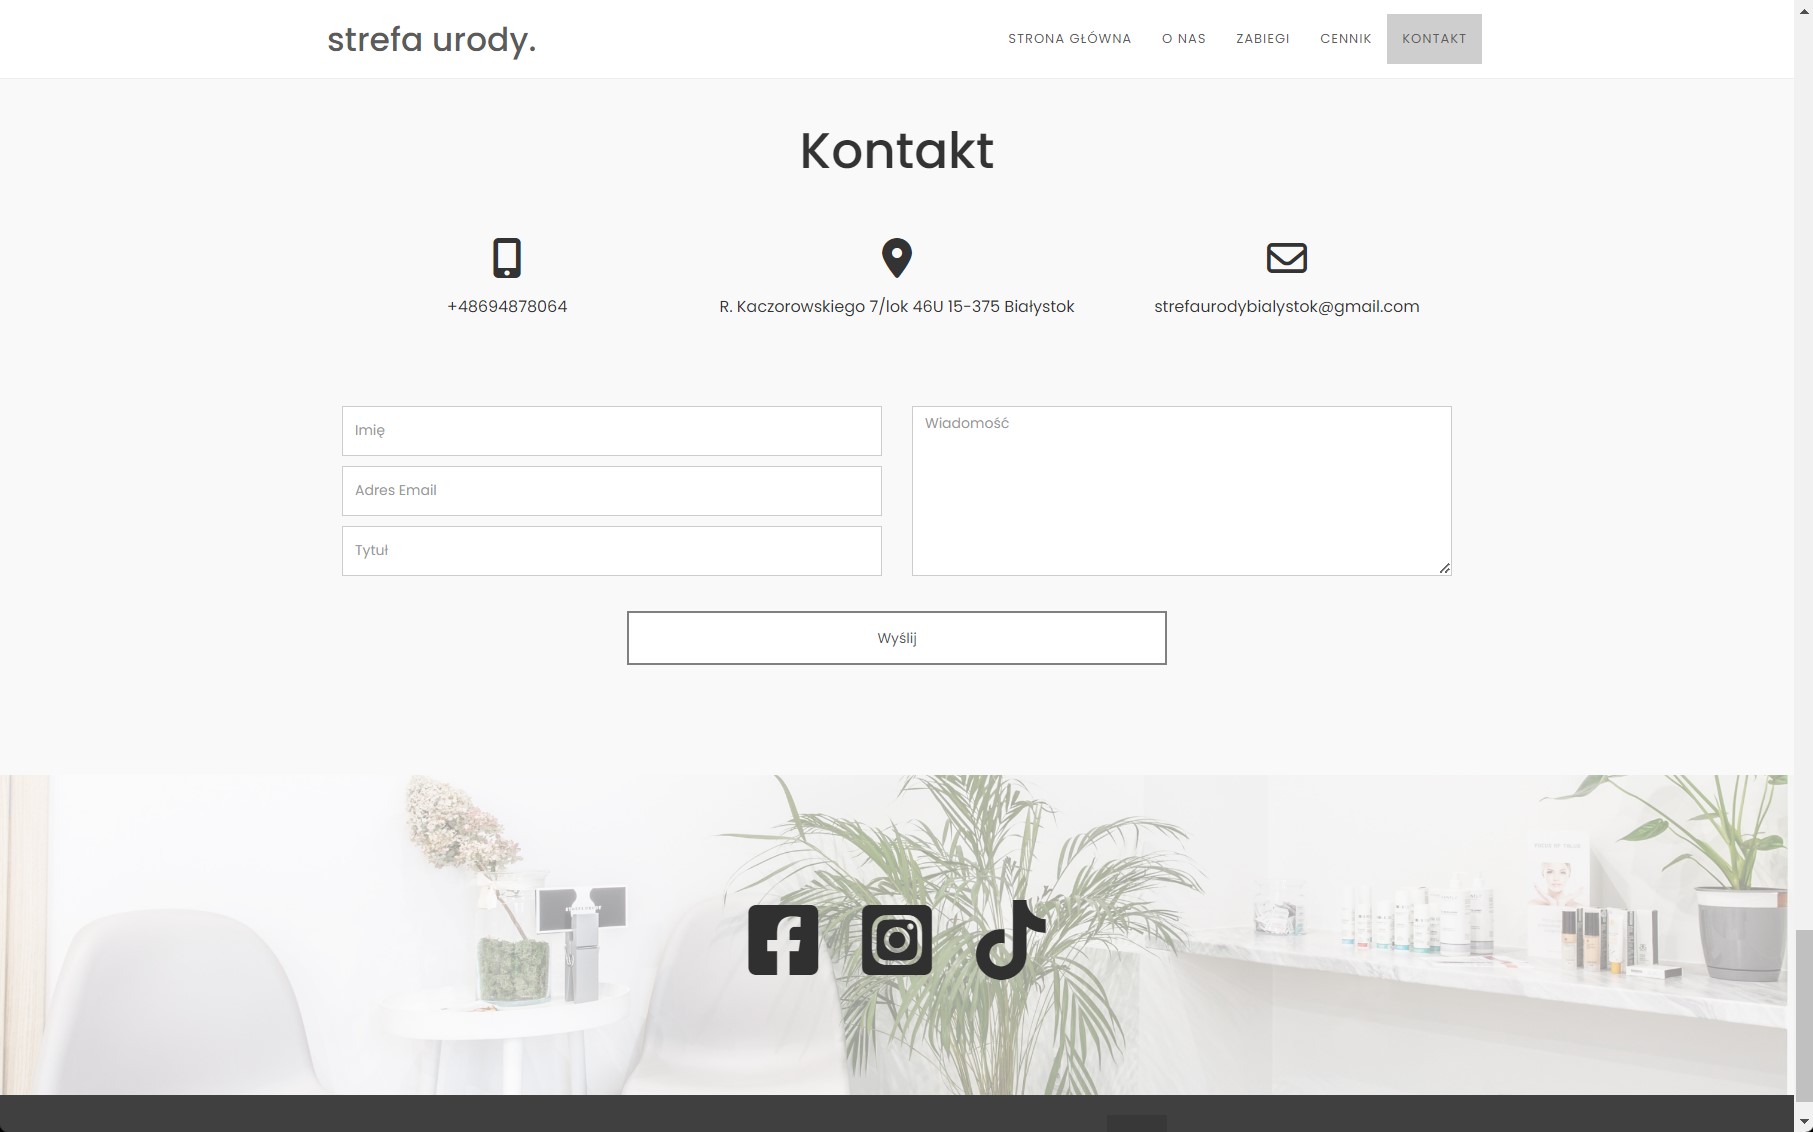 strefa urody.
STRONA GŁÓWNA
O NAS
ZABIEGI
CENNIK
KONTAKT
Kontakt
+48694878064
R. Kaczorowskiego 7/lok 46U 15-375 Białystok
strefaurodybialystok@gmail.com
Imię
Adres Email
Tytuł
Wiadomość
Wyślij